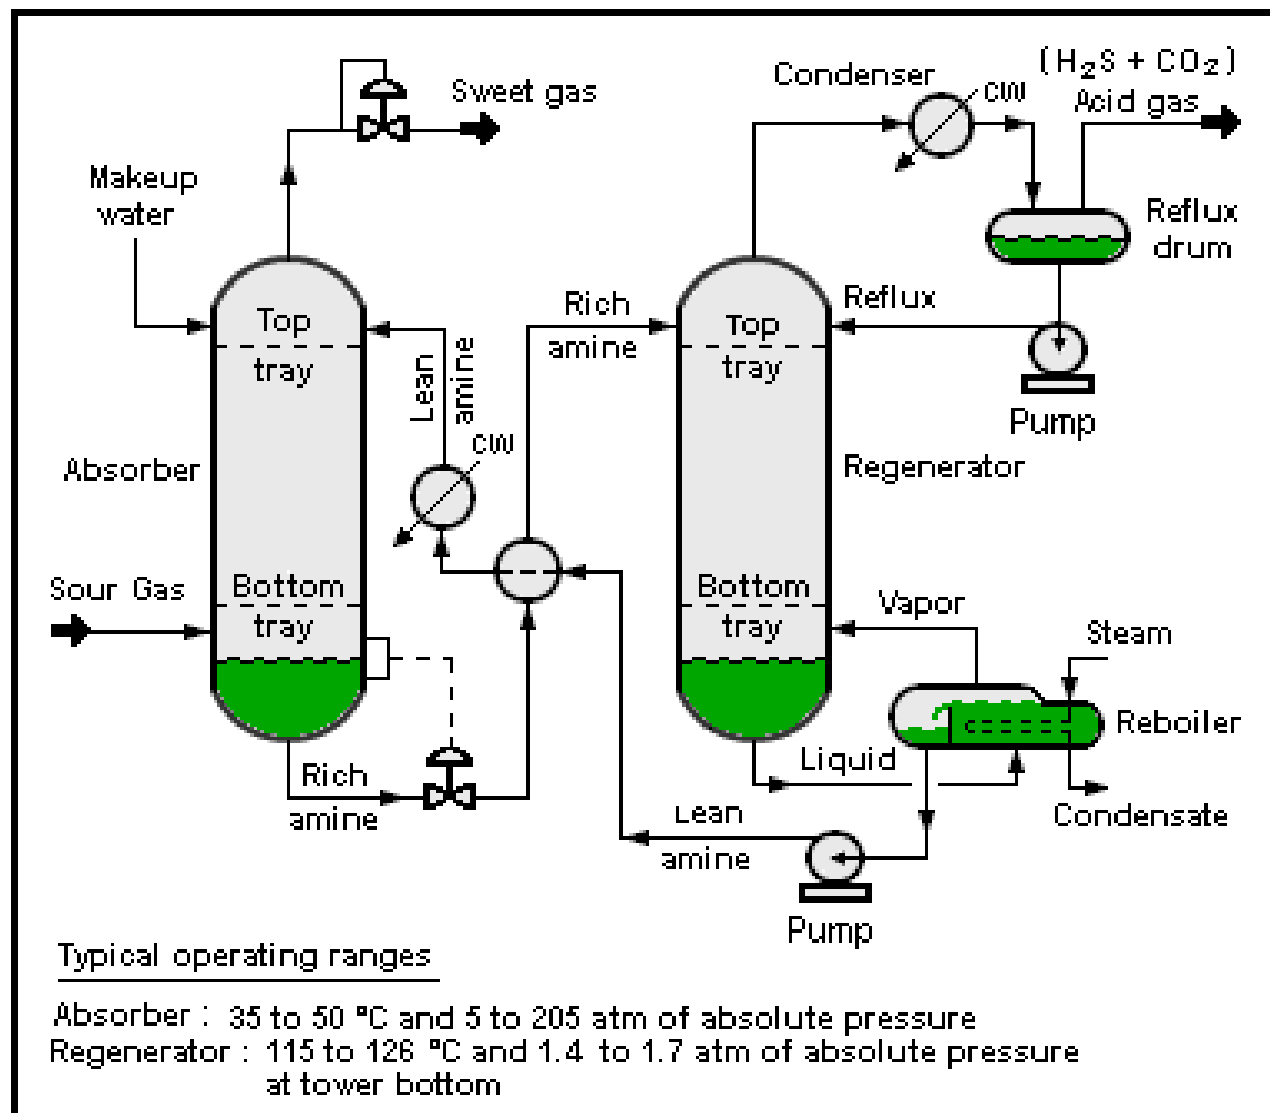 (H₂S + CO₂)
Condenser
CW
Acid gas
Sweet gas
Makeup
water
Reflux
drum
Rich
amine
Reflux
Top
tray
Lean
amine
Top
tray
Pump
CW
Absorber
Regenerator
Sour Gas
Bottom
tray
Bottom
tray
Vapor
Steam
Reboiler
Rich
amine
Liquid
Condensate
Lean
amine
Pump
Typical operating ranges
Absorber : 35 to 50 °C and 5 to 205 atm of absolute pressure
Regenerator : 115 to 126 °C and 1.4 to 1.7 atm of absolute pressure
at tower bottom